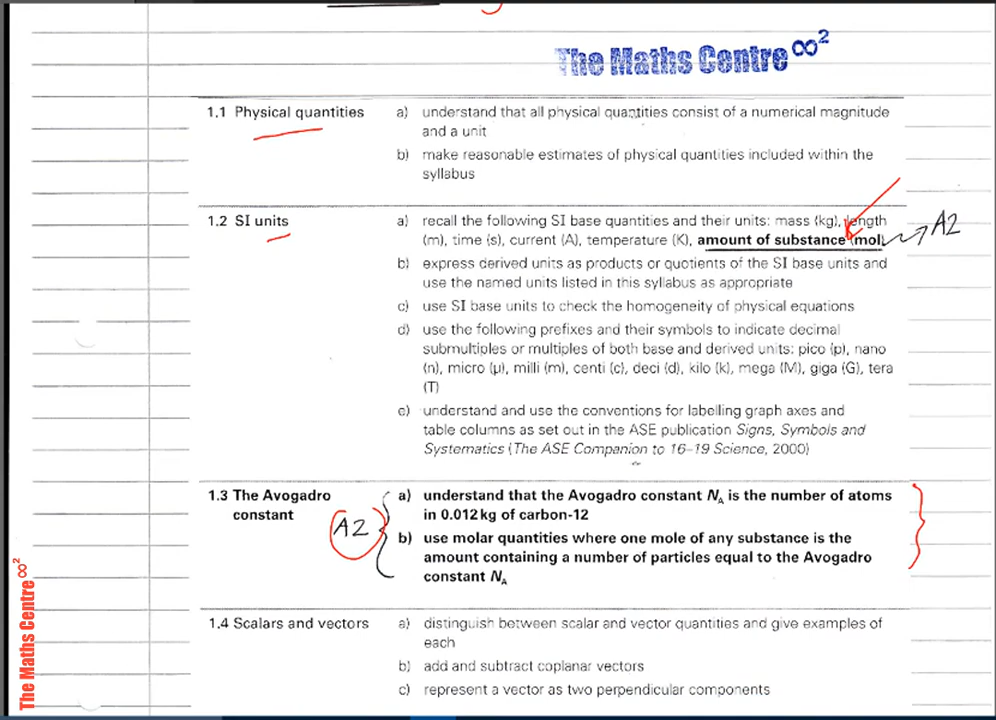 The Maths Centre ∞²
1.1 Physical quantities
a) understand that all physical quantities consist of a numerical magnitude
and a unit
b) make reasonable estimates of physical quantities included within the
syllabus
1.2 SI units
a) recall the following SI base quantities and their units: mass (kg), length
(m), time (s), current (A), temperature (K), amount of substance (mol)
A2
b) express derived units as products or quotients of the SI base units and
use the named units listed in this syllabus as appropriate
c) use SI base units to check the homogeneity of physical equations
d) use the following prefixes and their symbols to indicate decimal
submultiples or multiples of both base and derived units: pico (p), nano
(n), micro (μ), milli (m), centi (c), deci (d), kilo (k), mega (M), giga (G), tera
(T)
e) understand and use the conventions for labelling graph axes and
table columns as set out in the ASE publication Signs, Symbols and
Systematics (The ASE Companion to 16–19 Science, 2000)
1.3 The Avogadro
constant
A2
a) understand that the Avogadro constant N_A is the number of atoms
in 0.012 kg of carbon-12
b) use molar quantities where one mole of any substance is the
amount containing a number of particles equal to the Avogadro
constant N_A
1.4 Scalars and vectors
a) distinguish between scalar and vector quantities and give examples of
each
b) add and subtract coplanar vectors
c) represent a vector as two perpendicular components
The Maths Centre ∞²